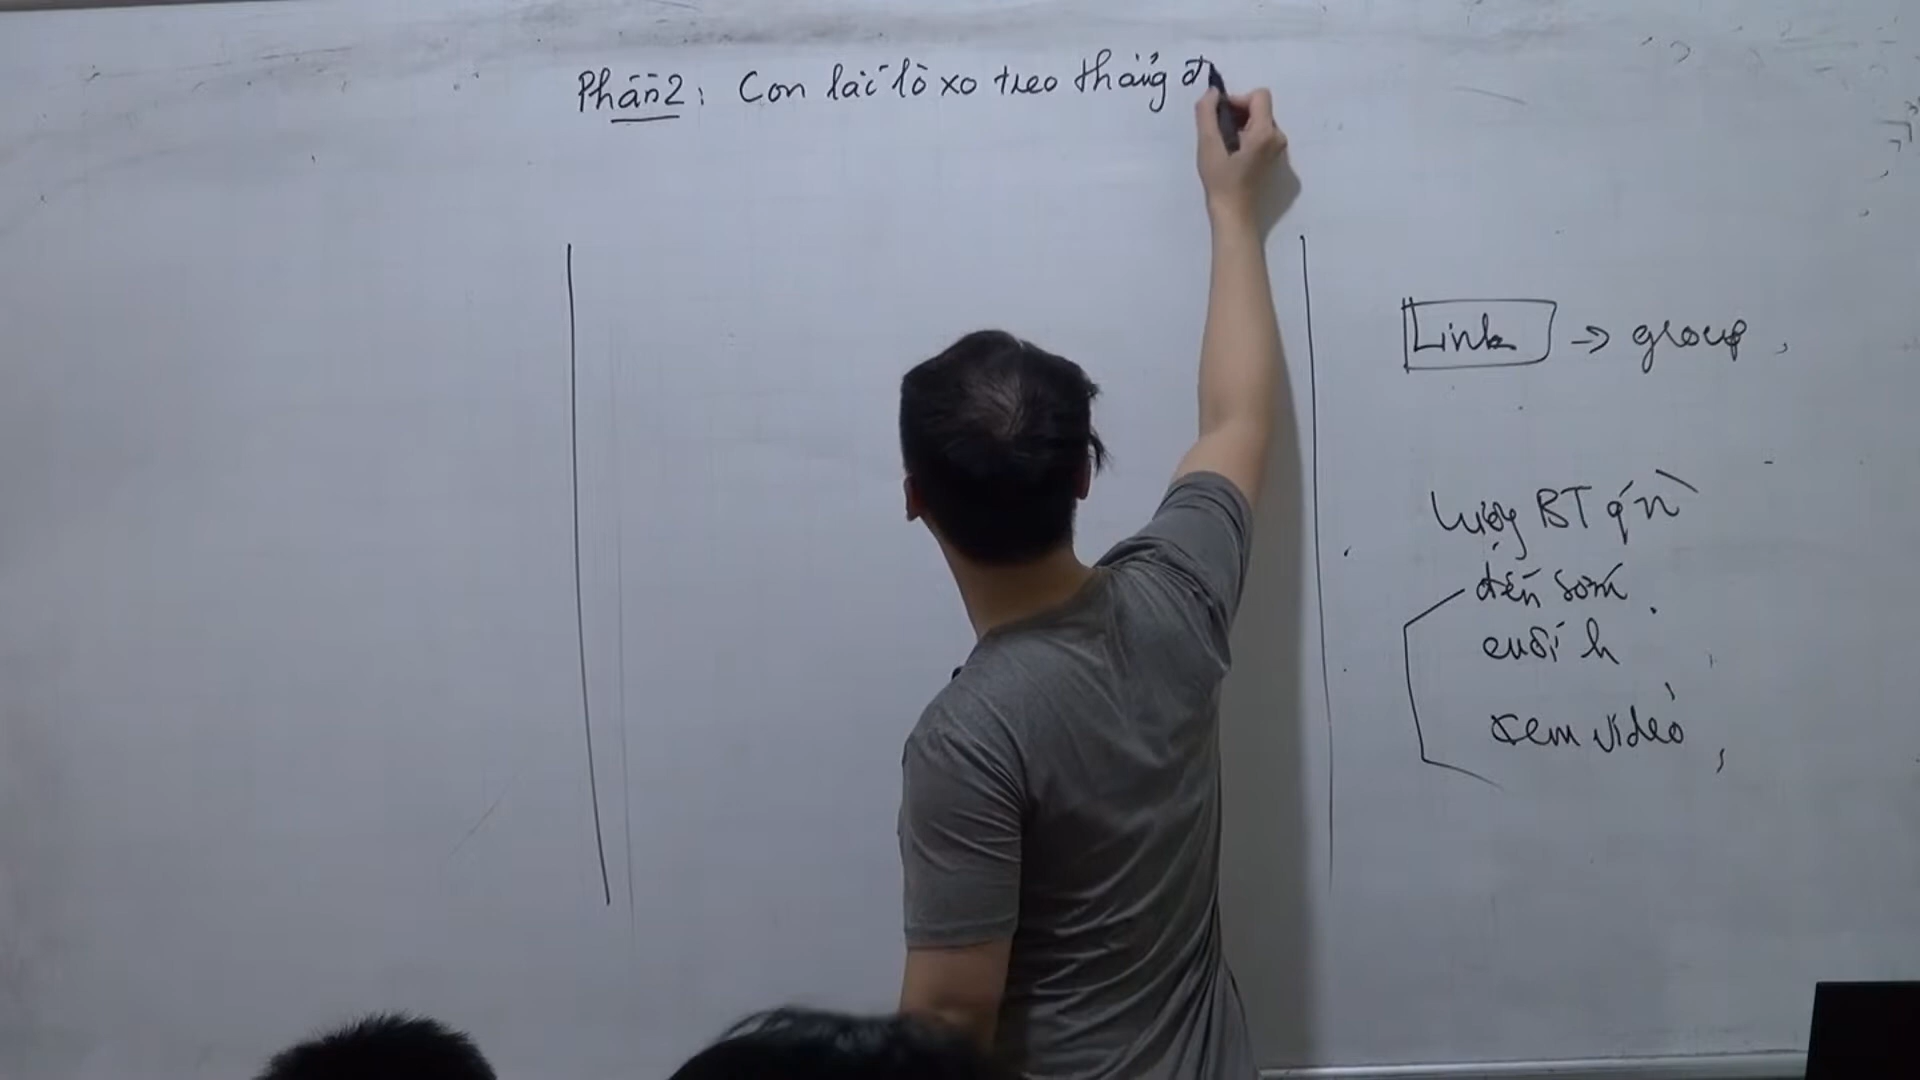 Phần 2: Con lắc lò xo treo thẳng đ
Link → group
lượng BT
đến sớm
cuối h
xem video